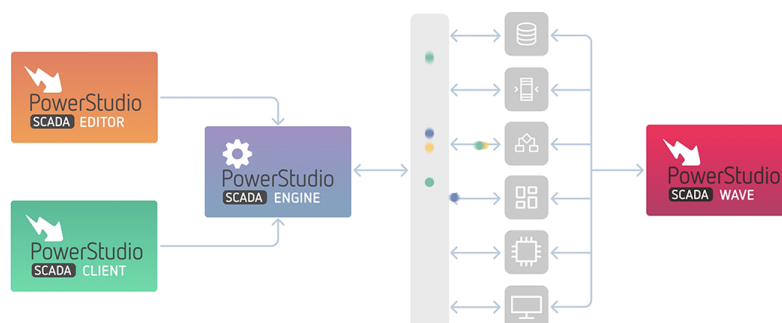 PowerStudio
SCADA EDITOR
PowerStudio
SCADA ENGINE
PowerStudio
SCADA CLIENT
PowerStudio
SCADA WAVE